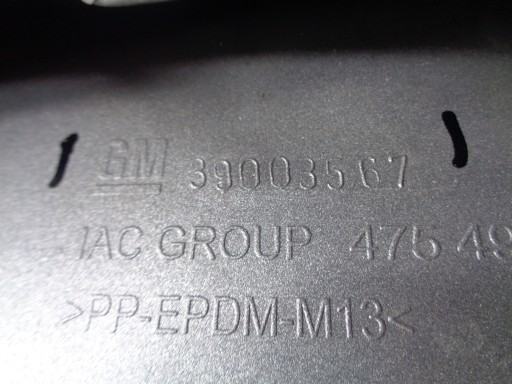 GM 39003567
IAC GROUP 475 49
>PP-EPDM-M13<